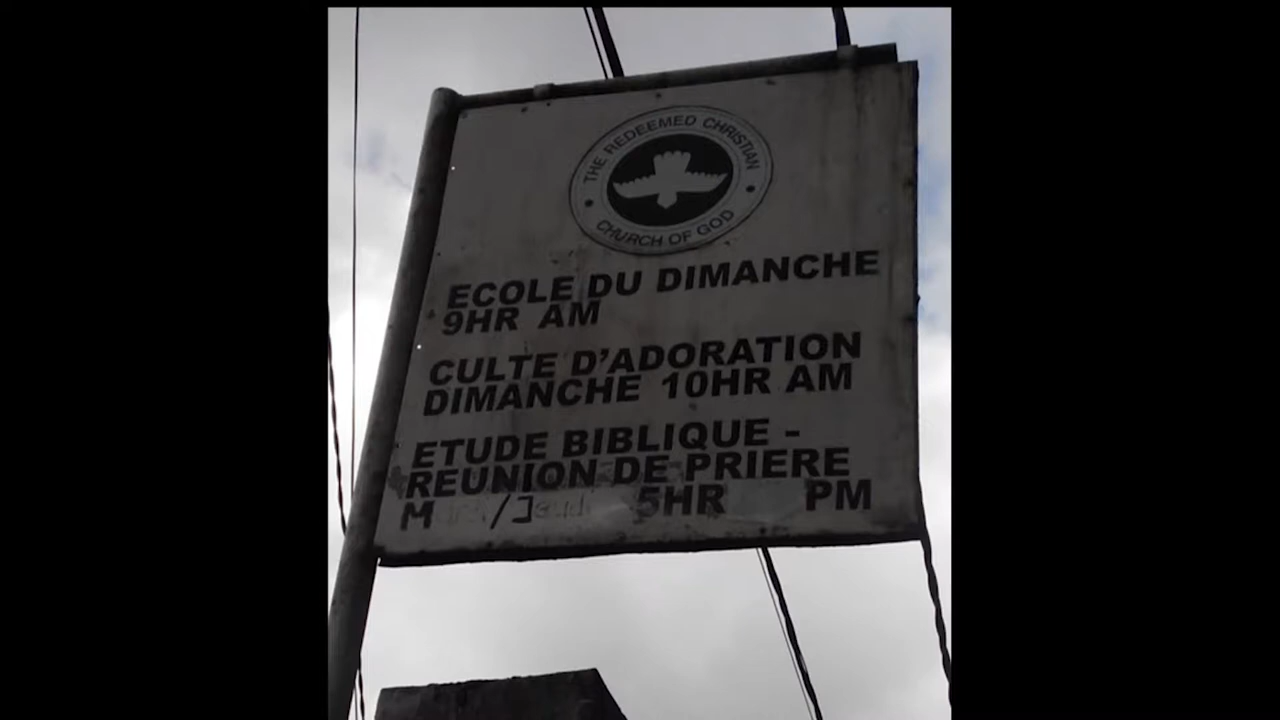 THE REDEEMED CHRISTIAN
CHURCH OF GOD
ECOLE DU DIMANCHE
9HR AM
CULTE D'ADORATION
DIMANCHE 10HR AM
ETUDE BIBLIQUE -
REUNION DE PRIERE
5HR PM